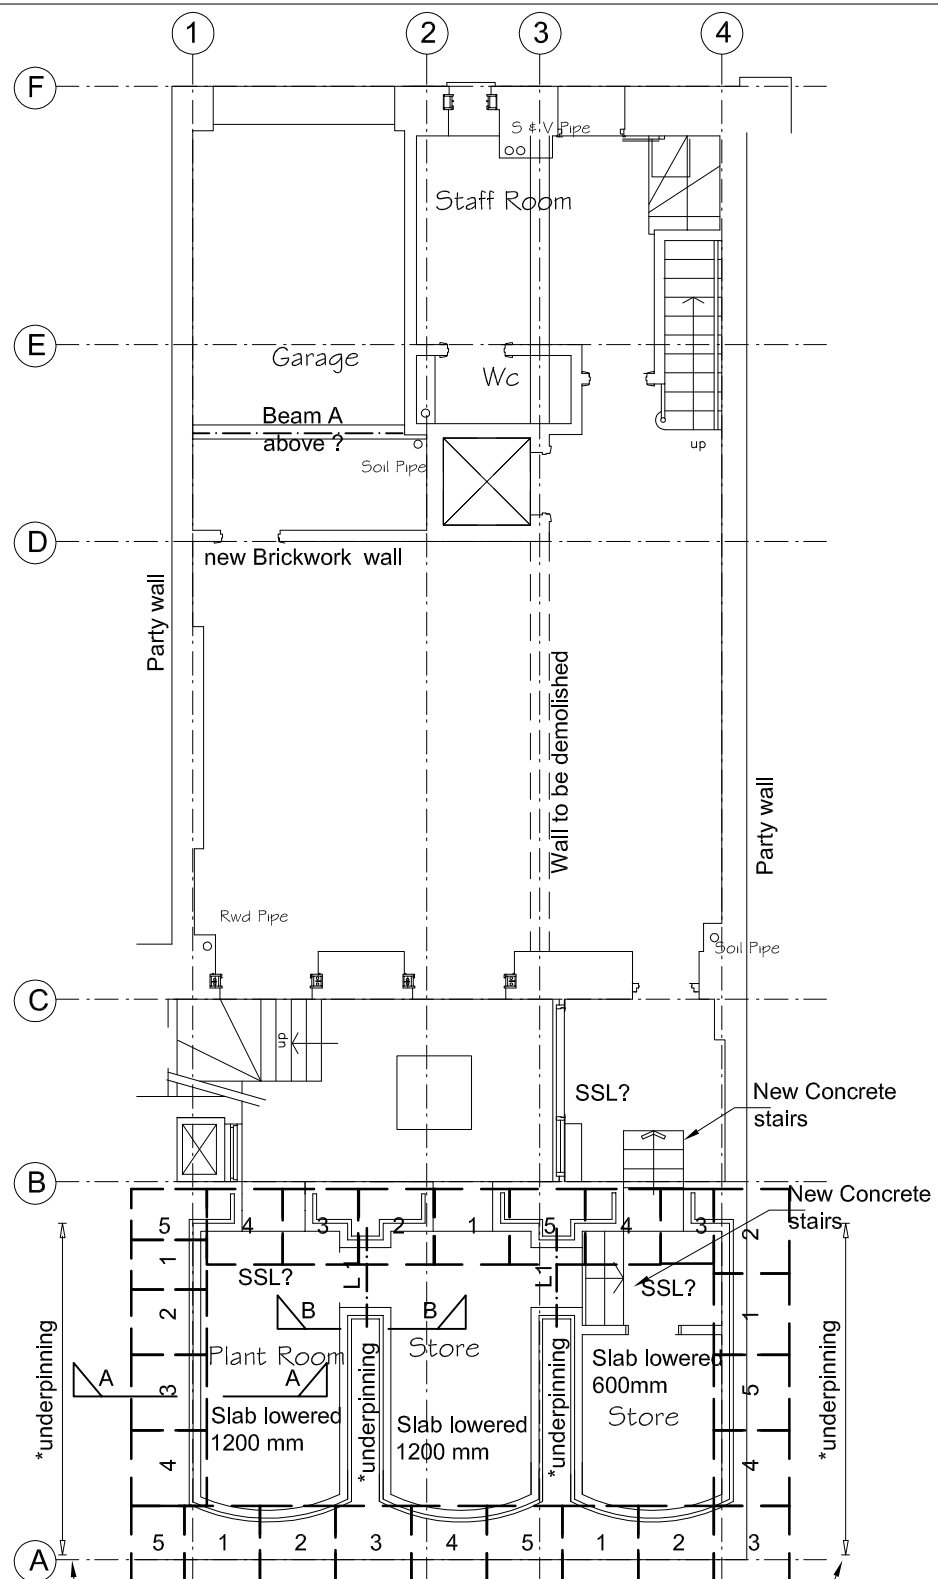 1
2
3
4
F
S & V Pipe
Staff Room
E
Garage
Wc
Beam A
above ?
up
Soil Pipe
D
new Brickwork wall
Party wall
Wall to be demolished
Party wall
Rwd Pipe
Soil Pipe
C
up
SSL?
New Concrete
stairs
B
New Concrete
stairs
5
4
3
2
1
5
4
3
2
1
SSL?
L1
L1
SSL?
2
1
B
B
Plant Room
Store
Slab lowered
600mm
A
A
3
5
Store
Slab lowered
1200 mm
Slab lowered
1200 mm
*underpinning
*underpinning
*underpinning
*underpinning
4
4
5
1
2
3
4
5
1
2
3
A